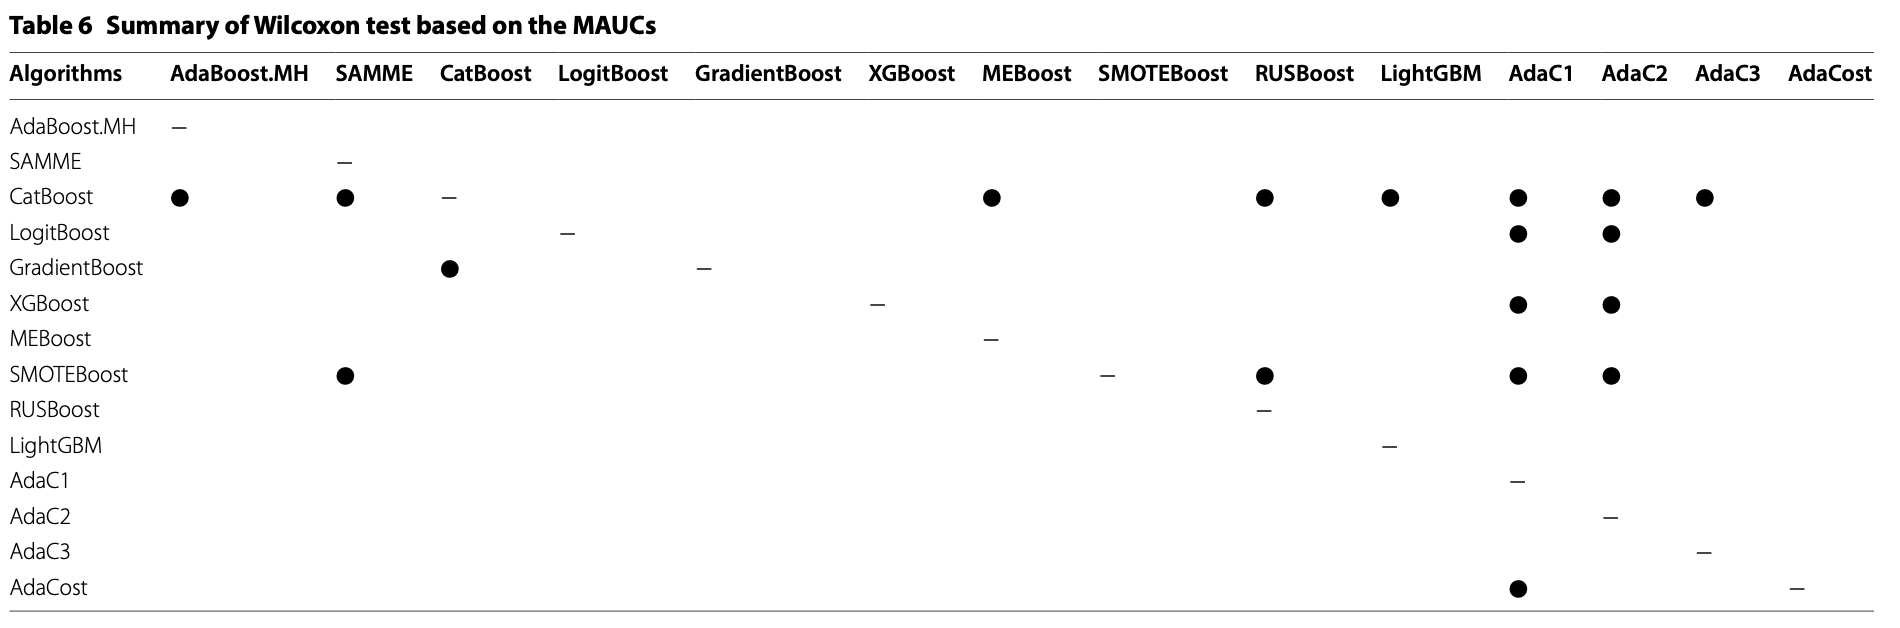 Table 6 Summary of Wilcoxon test based on the MAUCs
Algorithms AdaBoost.MH SAMME CatBoost LogitBoost GradientBoost XGBoost MEBoost SMOTEBoost RUSBoost LightGBM AdaC1 AdaC2 AdaC3 AdaCost
AdaBoost.MH –
SAMME –
CatBoost ● ● – ● ● ● ● ● ●
LogitBoost – ● ●
GradientBoost ● –
XGBoost – ● ●
MEBoost –
SMOTEBoost ● – ● ● ●
RUSBoost –
LightGBM –
AdaC1 –
AdaC2 –
AdaC3 –
AdaCost ● –